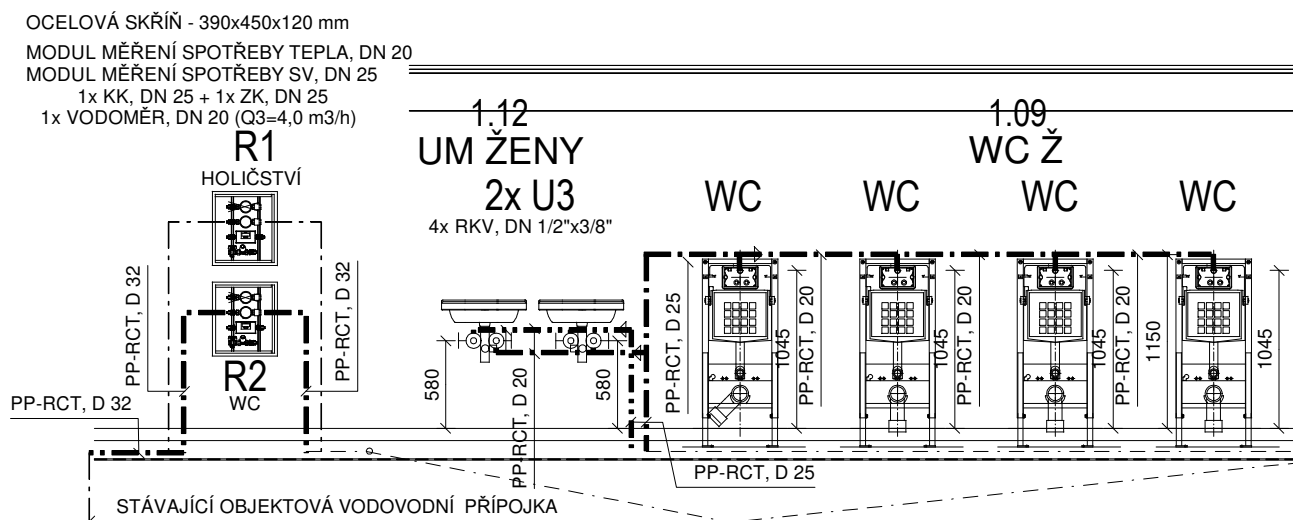 OCELOVÁ SKŘÍŇ - 390x450x120 mm
MODUL MĚŘENÍ SPOTŘEBY TEPLA, DN 20
MODUL MĚŘENÍ SPOTŘEBY SV, DN 25
1x KK, DN 25 + 1x ZK, DN 25
1x VODOMĚR, DN 20 (Q3=4,0 m3/h)
R1
HOLIČSTVÍ
1.12
UM ŽENY
2x U3
4x RKV, DN 1/2"x3/8"
1.09
WC Ž
WC
WC
WC
WC
PP-RCT, D 32
PP-RCT, D 32
R2
WC
PP-RCT, D 32
580
PP-RCT, D 20
580
PP-RCT, D 25
1045
PP-RCT, D 20
1045
PP-RCT, D 20
1045
PP-RCT, D 20
1150
1045
PP-RCT, D 25
STÁVAJÍCÍ OBJEKTOVÁ VODOVODNÍ PŘÍPOJKA